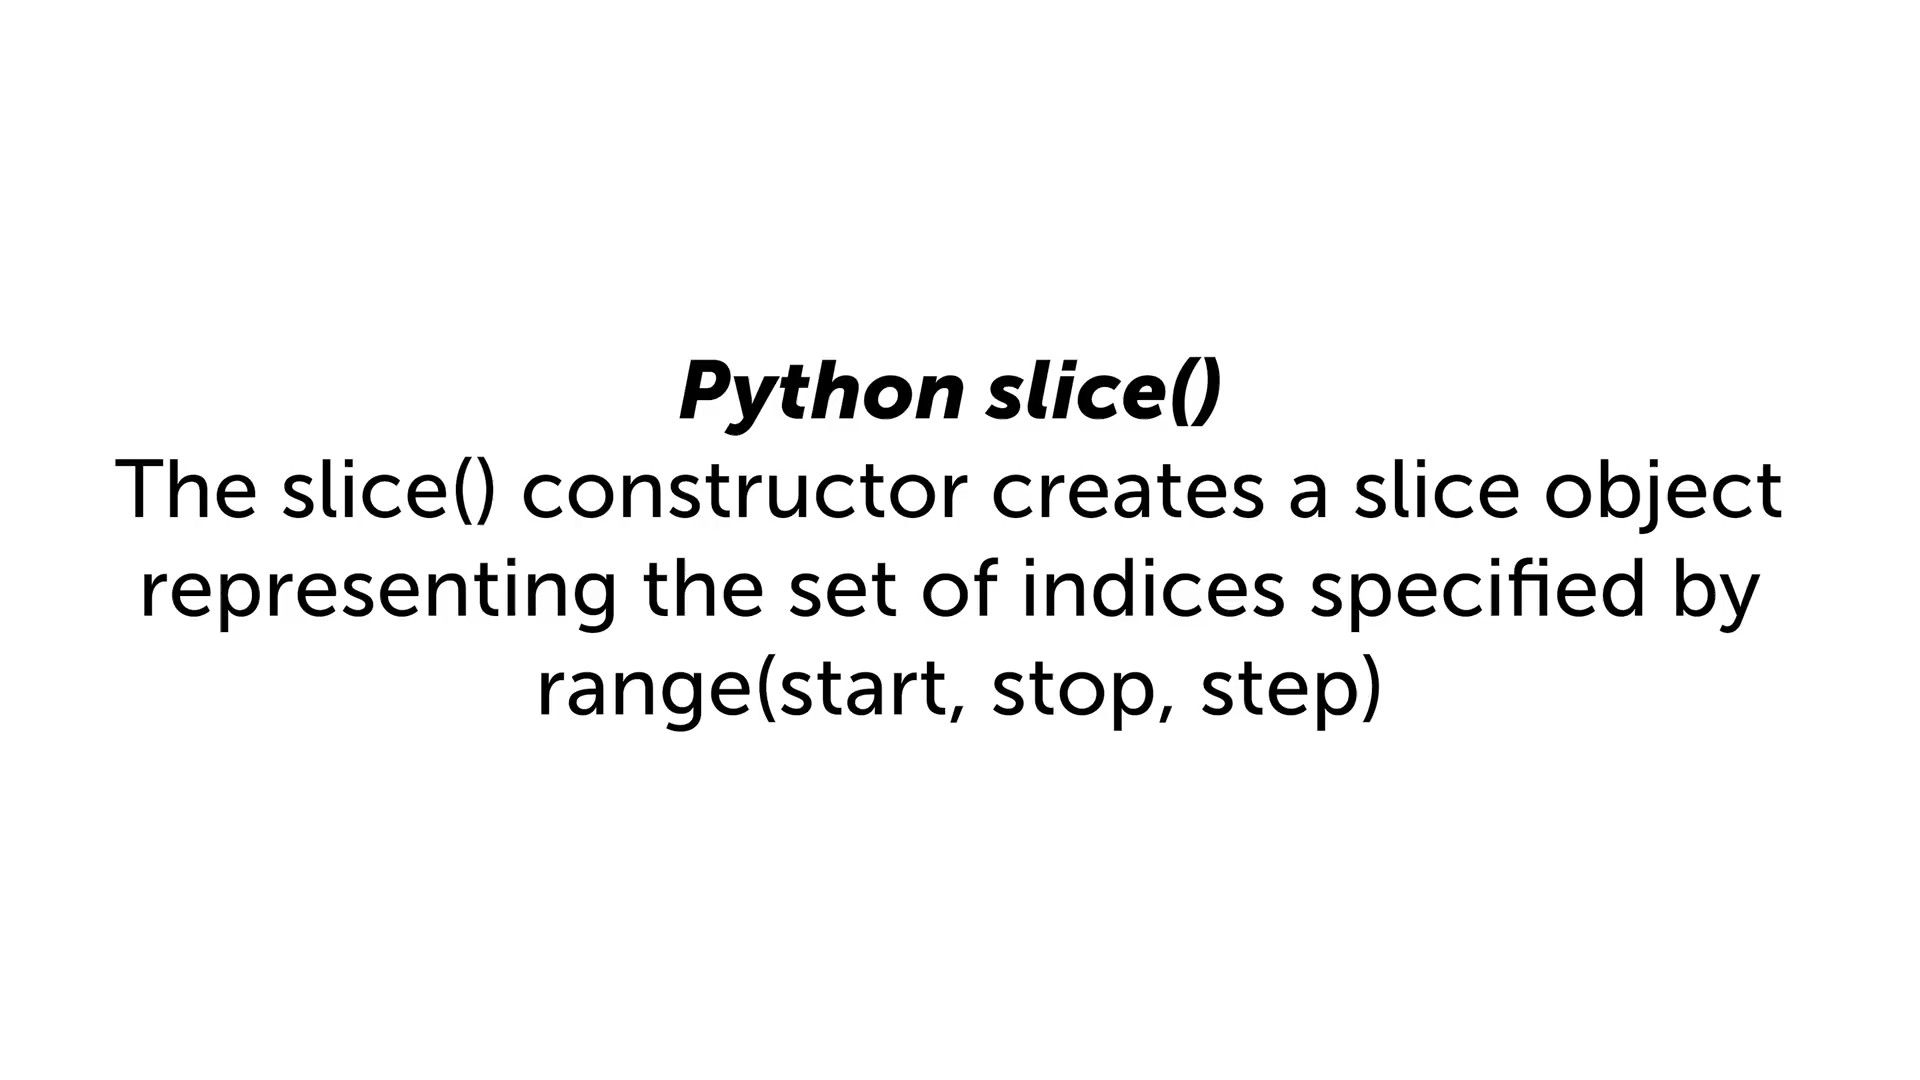 Python slice()
The slice() constructor creates a slice object
representing the set of indices specified by
range(start, stop, step)